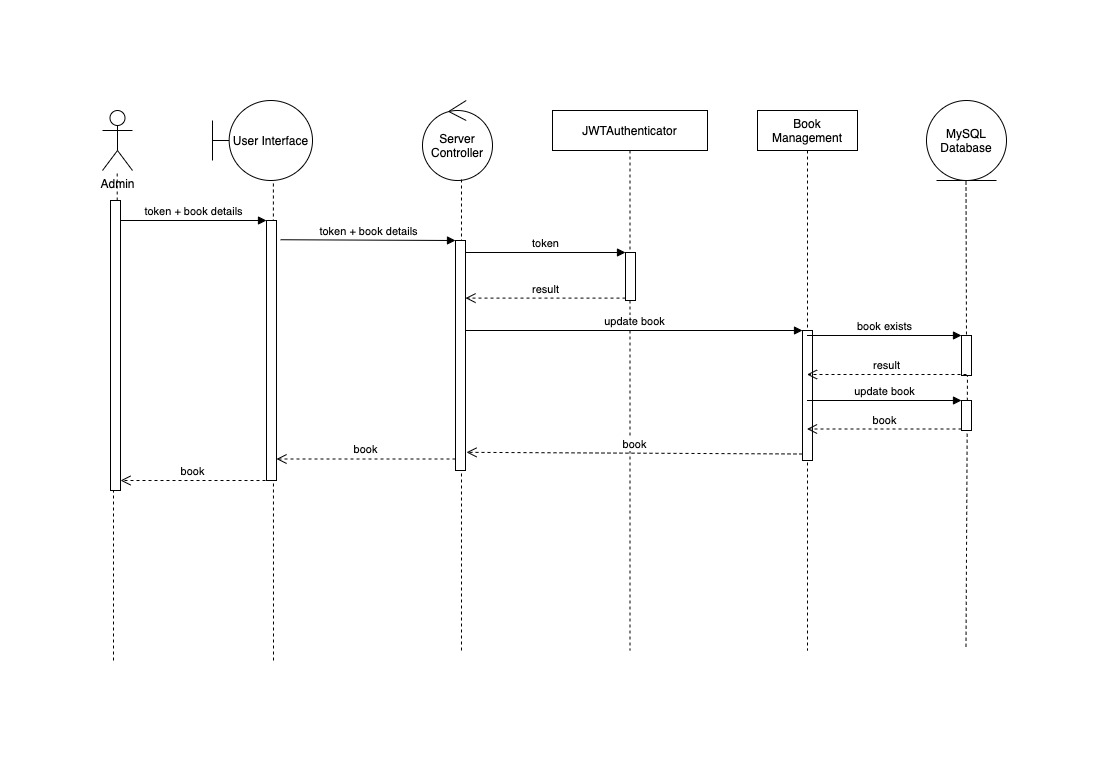 Admin
User Interface
Server
Controller
JWTAuthenticator
Book
Management
MySQL
Database
token + book details
token + book details
token
result
update book
book exists
result
update book
book
book
book
book